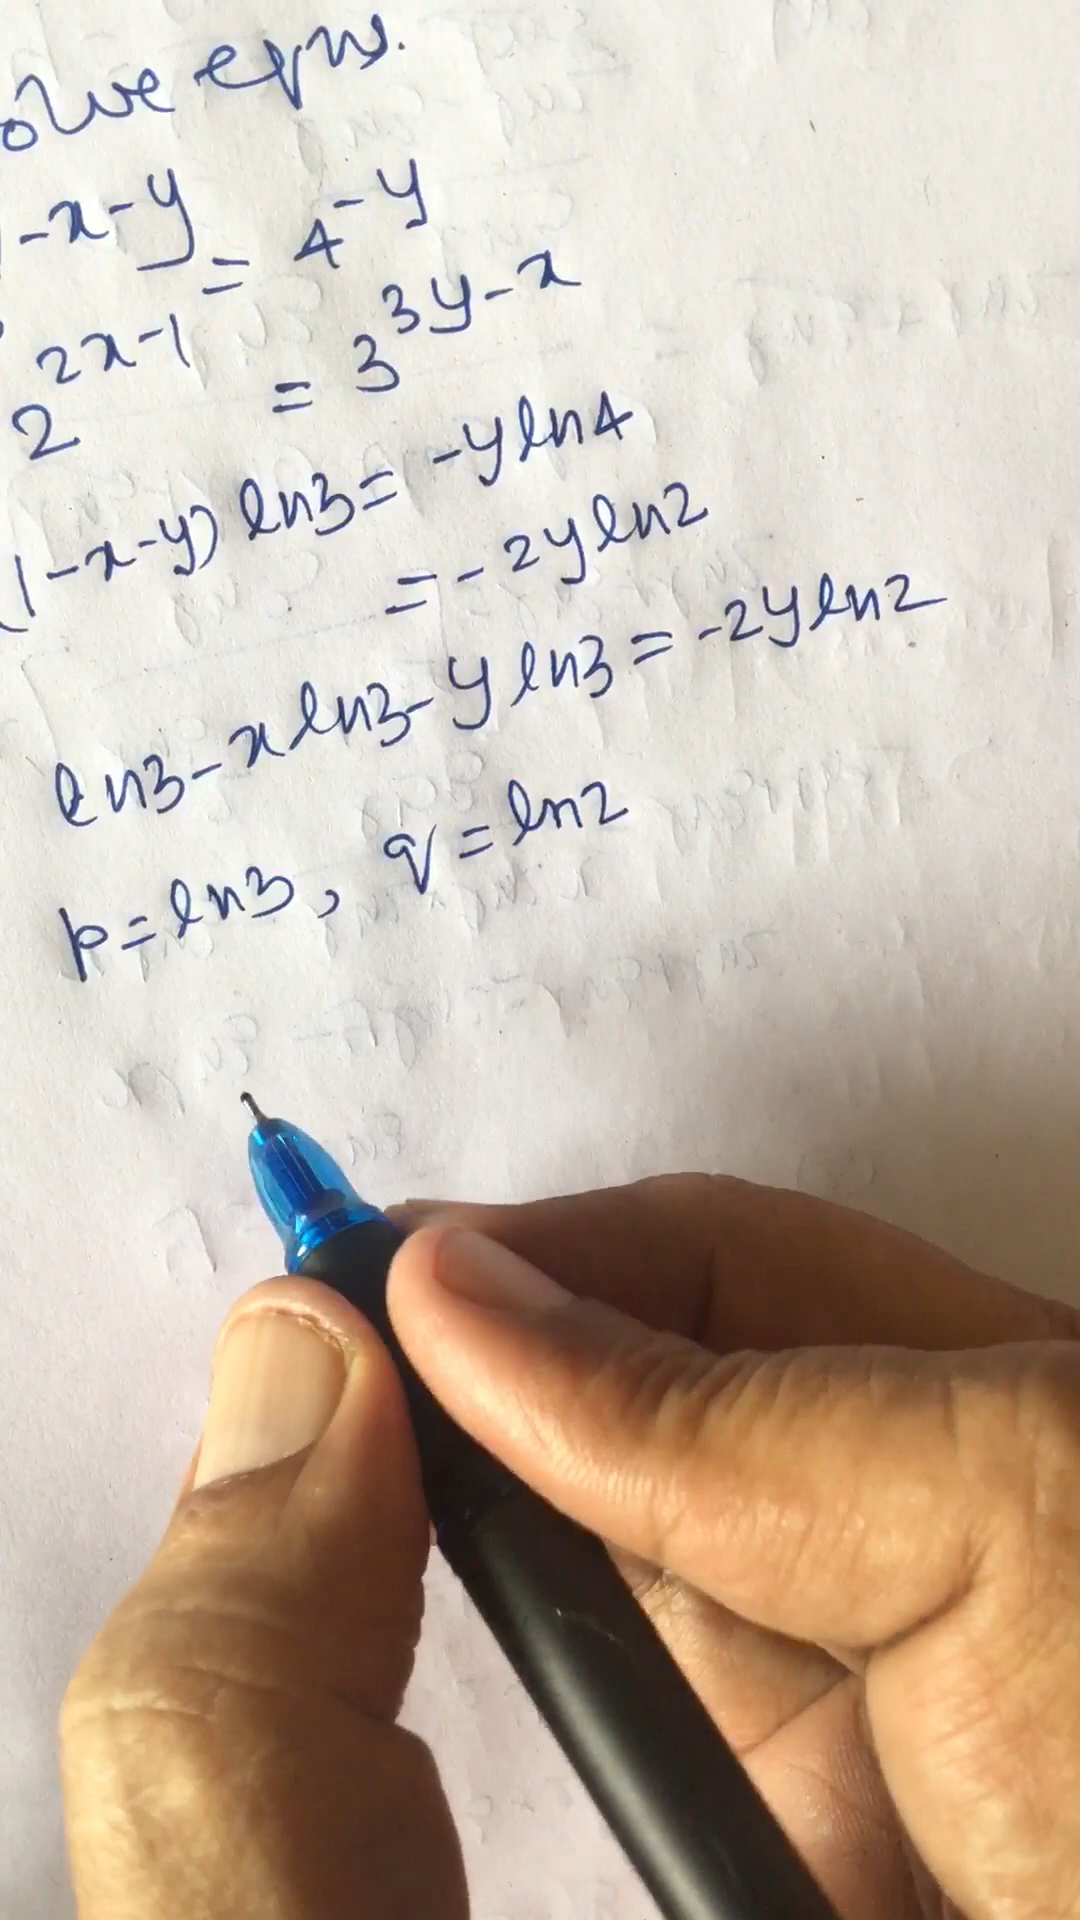 olve eqns.
-x-y = 4^-y
2^2x-1 = 3^3y-x
(1-x-y) ln3 = -y ln4
= -2y ln2
ln3 - x ln3 - y ln3 = -2y ln2
p = ln3, q = ln2